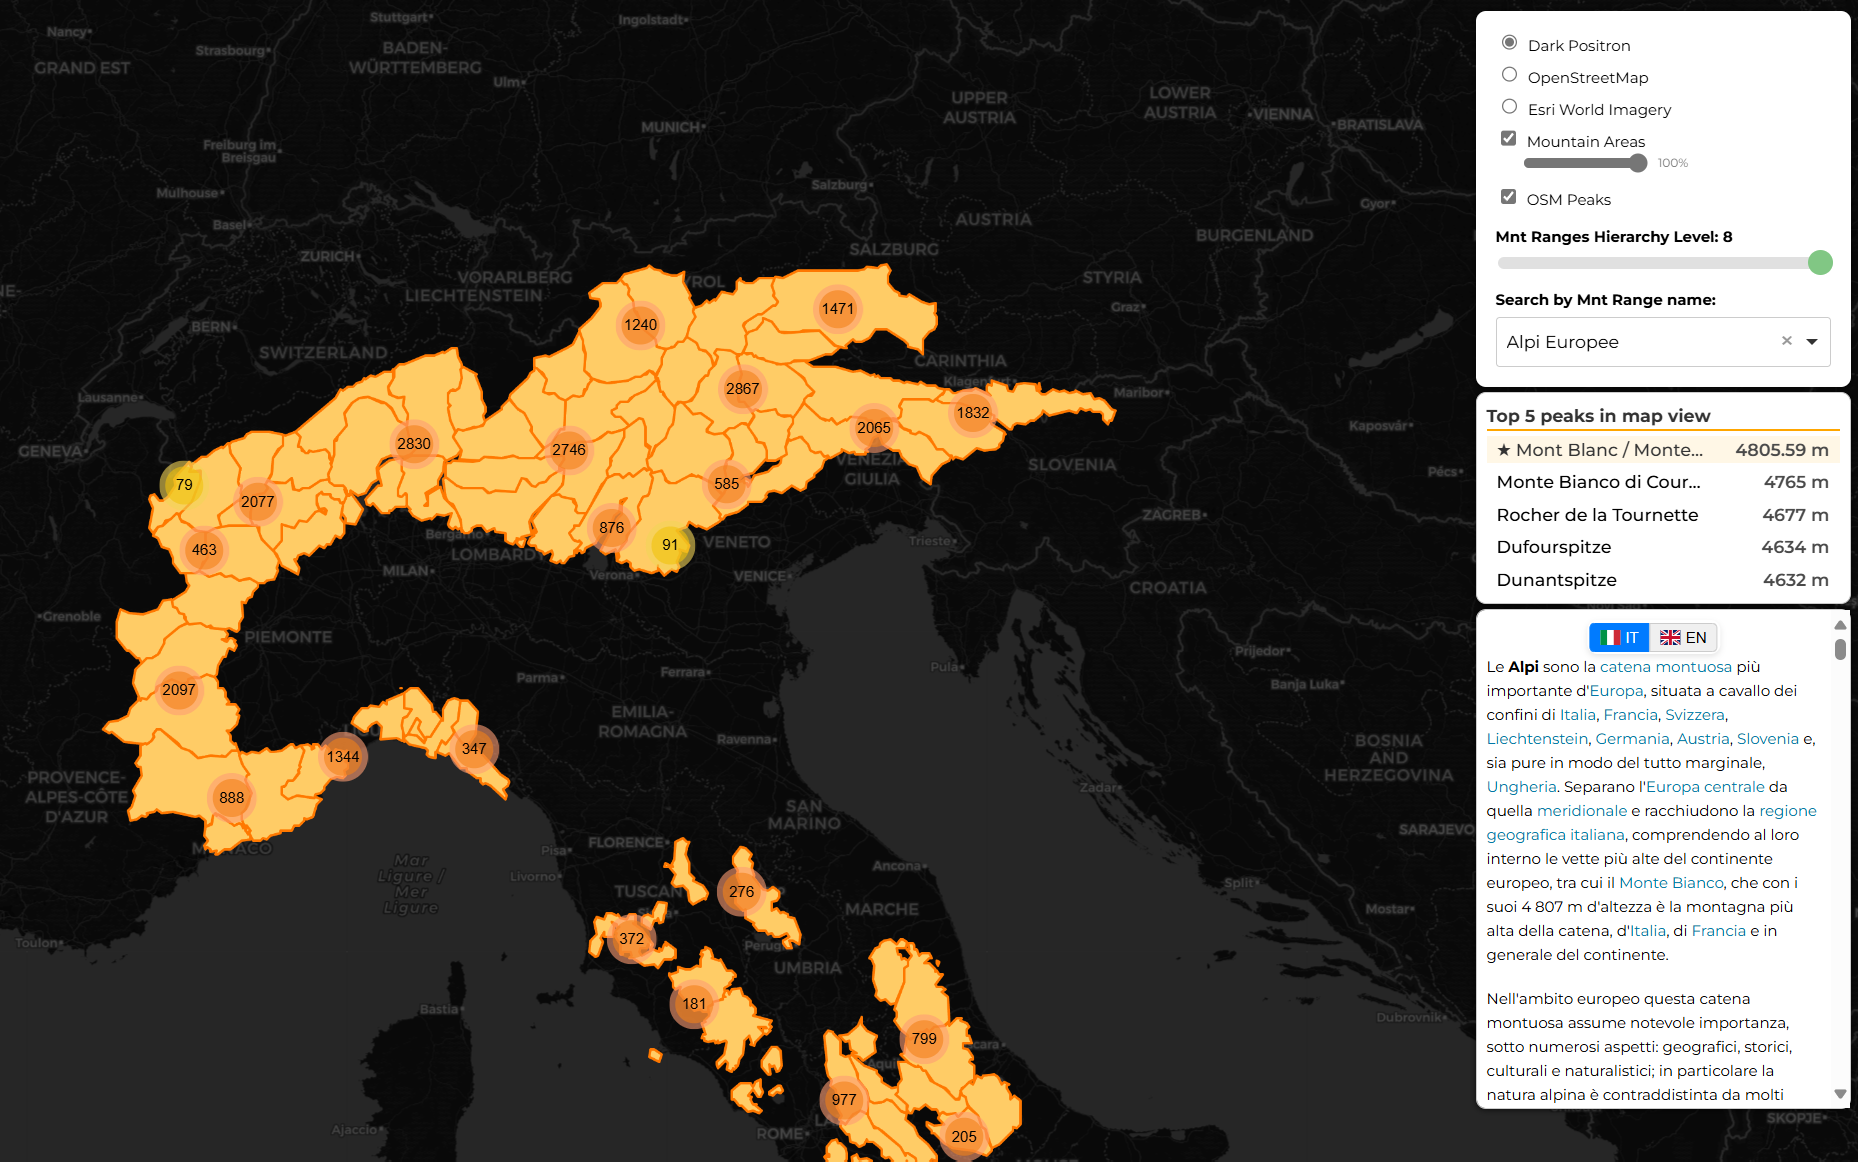 Nancy
Stuttgart
Ingolstadt
Strasbourg
BADEN-
WÜRTTEMBERG
GRAND EST
Ulm
UPPER
AUSTRIA
LOWER
AUSTRIA
VIENNA
BRATISLAVA
MUNICH
Freiburg im
Breisgau
Mulhouse
Salzburg
Gyor
Basel
AUSTRIA
BURGENLAND
ZURICH
SALZBURG
VORARLBERG
LIECHTENSTEIN
STYRIA
Graz
1471
1240
BERN
SWITZERLAND
CARINTHIA
Klagenfurt
Maribor
2867
Lausanne
1832
2065
Kaposvár
2830
2746
GENEVA
VENEZIA
GIULIA
SLOVENIA
Pécs
79
585
2077
ZAGREB
876
91
VENETO
Trieste
463
Bergamo
LOMBARDY
MILAN
Verona
VENICE
CROATIA
Grenoble
PIEMONTE
Prijedor
Pula
Parma
Ferrara
Banja Luka
2097
EMILIA-
ROMAGNA
Ravenna
347
1344
BOSNIA
AND
HERZEGOVINA
PROVENCE-
ALPES-CÔTE
D'AZUR
888
Zadar
SAN
MARINO
SARAJEVO
MONACO
FLORENCE
Pisa
Mar
Ligure /
Mer
Ligure
Livorno
Ancona
TUSCAN
276
Split
MARCHE
Mostar
372
Toulon
Perug
UMBRIA
181
Bastia
Dubrovnik
799
977
ROME
Ajaccio
205
SKOPJE
Dark Positron
OpenStreetMap
Esri World Imagery
Mountain Areas
100%
OSM Peaks
Mnt Ranges Hierarchy Level: 8
Search by Mnt Range name:
Alpi Europee ×
Top 5 peaks in map view
★ Mont Blanc / Monte... 4805.59 m
Monte Bianco di Cour... 4765 m
Rocher de la Tournette 4677 m
Dufourspitze 4634 m
Dunantspitze 4632 m
IT EN
Le Alpi sono la catena montuosa più
importante d'Europa, situata a cavallo dei
confini di Italia, Francia, Svizzera,
Liechtenstein, Germania, Austria, Slovenia e,
sia pure in modo del tutto marginale,
Ungheria. Separano l'Europa centrale da
quella meridionale e racchiudono la regione
geografica italiana, comprendendo al loro
interno le vette più alte del continente
europeo, tra cui il Monte Bianco, che con i
suoi 4 807 m d'altezza è la montagna più
alta della catena, d'Italia, di Francia e in
generale del continente.
Nell'ambito europeo questa catena
montuosa assume notevole importanza,
sotto numerosi aspetti: geografici, storici,
culturali e naturalistici; in particolare la
natura alpina è contraddistinta da molti